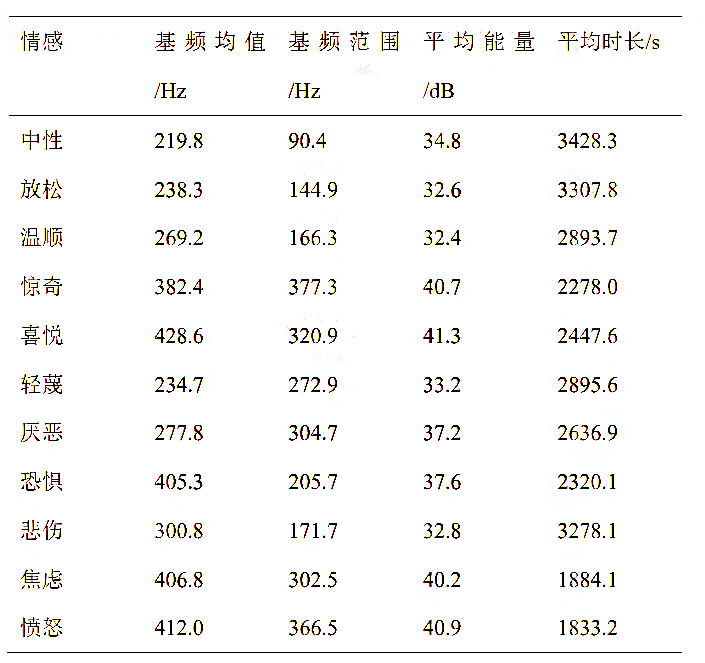 情感 基频均值 基频范围 平均能量 平均时长/s
/Hz /Hz /dB
中性 219.8 90.4 34.8 3428.3
放松 238.3 144.9 32.6 3307.8
温顺 269.2 166.3 32.4 2893.7
惊奇 382.4 377.3 40.7 2278.0
喜悦 428.6 320.9 41.3 2447.6
轻蔑 234.7 272.9 33.2 2895.6
厌恶 277.8 304.7 37.2 2636.9
恐惧 405.3 205.7 37.6 2320.1
悲伤 300.8 171.7 32.8 3278.1
焦虑 406.8 302.5 40.2 1884.1
愤怒 412.0 366.5 40.9 1833.2